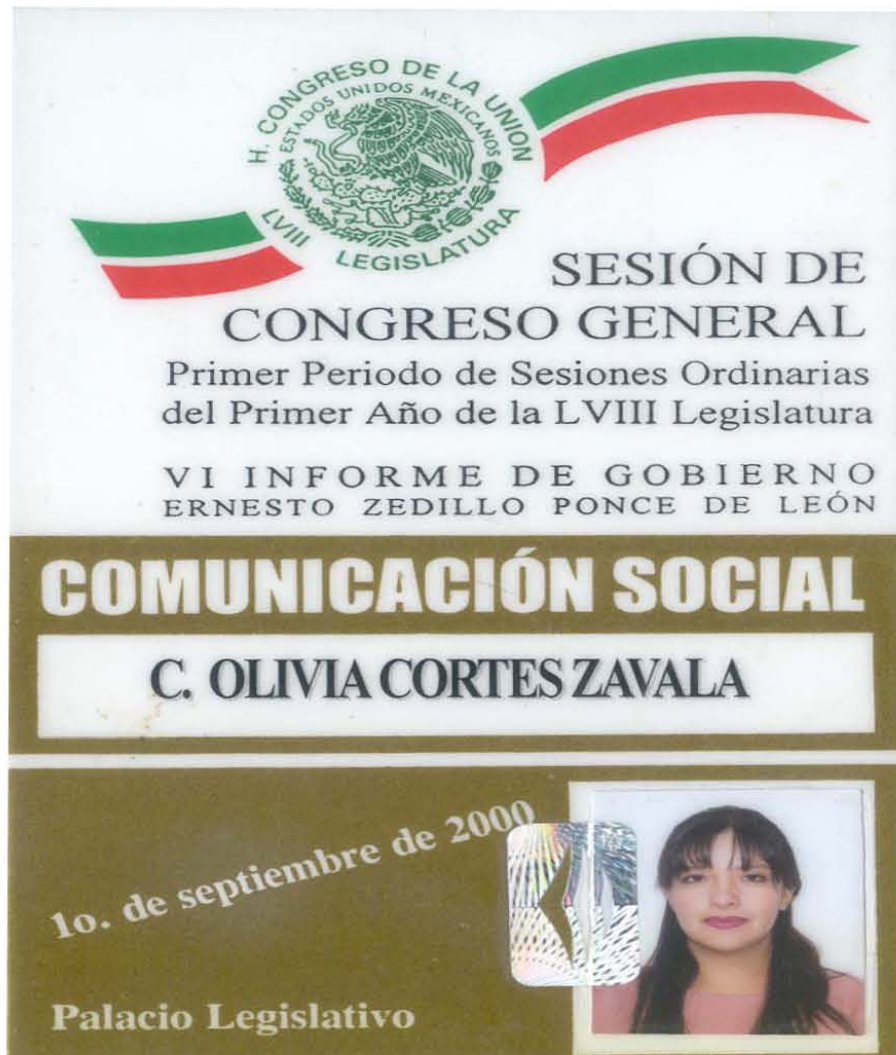 H. CONGRESO DE LA UNION
ESTADOS UNIDOS MEXICANOS
LVIII LEGISLATURA
SESIÓN DE
CONGRESO GENERAL
Primer Periodo de Sesiones Ordinarias
del Primer Año de la LVIII Legislatura
VI INFORME DE GOBIERNO
ERNESTO ZEDILLO PONCE DE LEÓN
COMUNICACIÓN SOCIAL
C. OLIVIA CORTES ZAVALA
1o. de septiembre de 2000
Palacio Legislativo